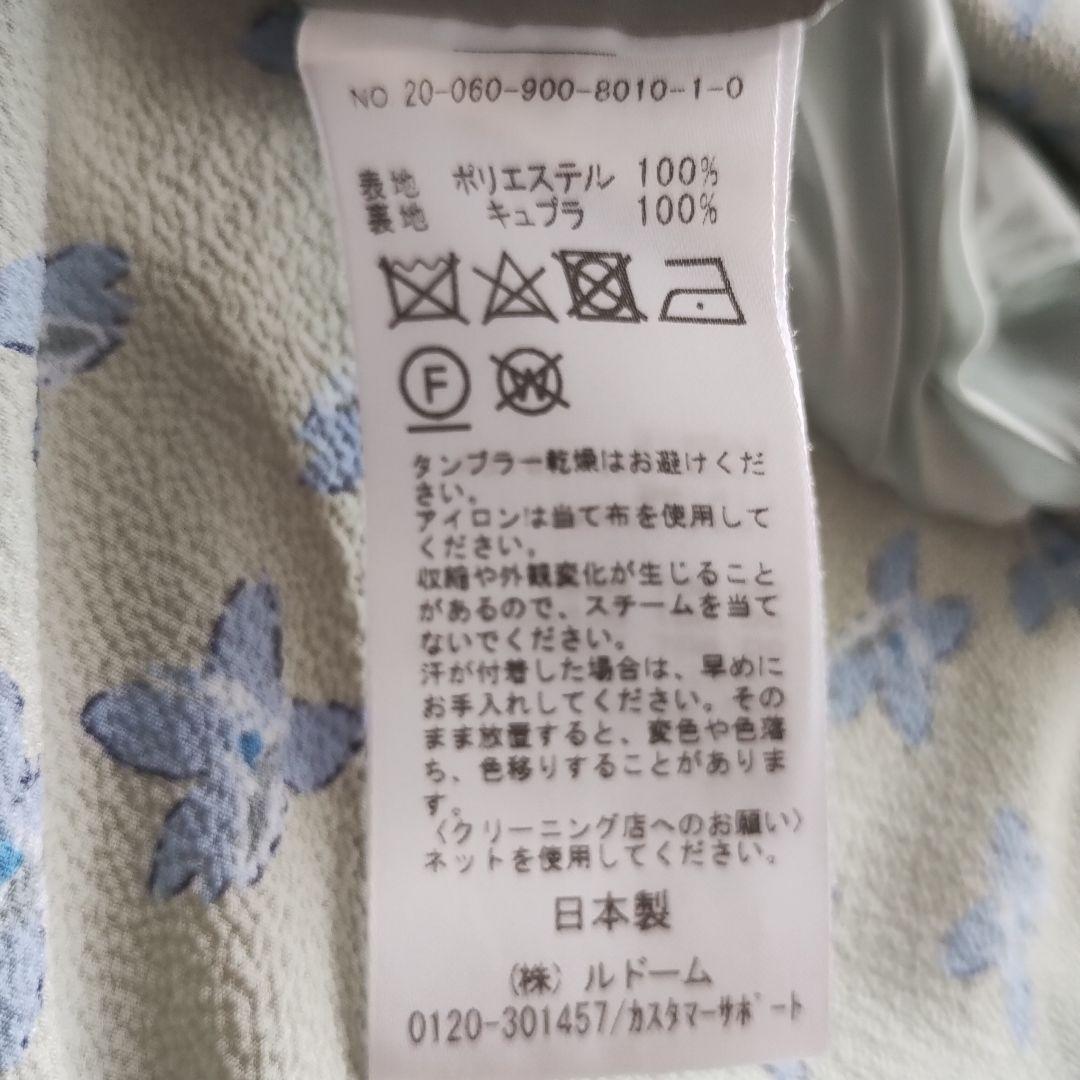 NO 20-060-900-8010-1-0
表地 ポリエステル 100%
裏地 キュプラ 100%
F W
タンブラー乾燥はお避けくだ
さい。
アイロンは当て布を使用して
ください。
収縮や外観変化が生じること
があるので、スチームを当て
ないでください。
汗が付着した場合は、早めに
お手入れしてください。その
まま放置すると、変色や色落
ち、色移りすることがありま
す。
〈クリーニング店へのお願い〉
ネットを使用してください。
日本製
(株) ルドーム
0120-301457/ｶｽﾀﾏｰｻﾎﾟｰﾄ